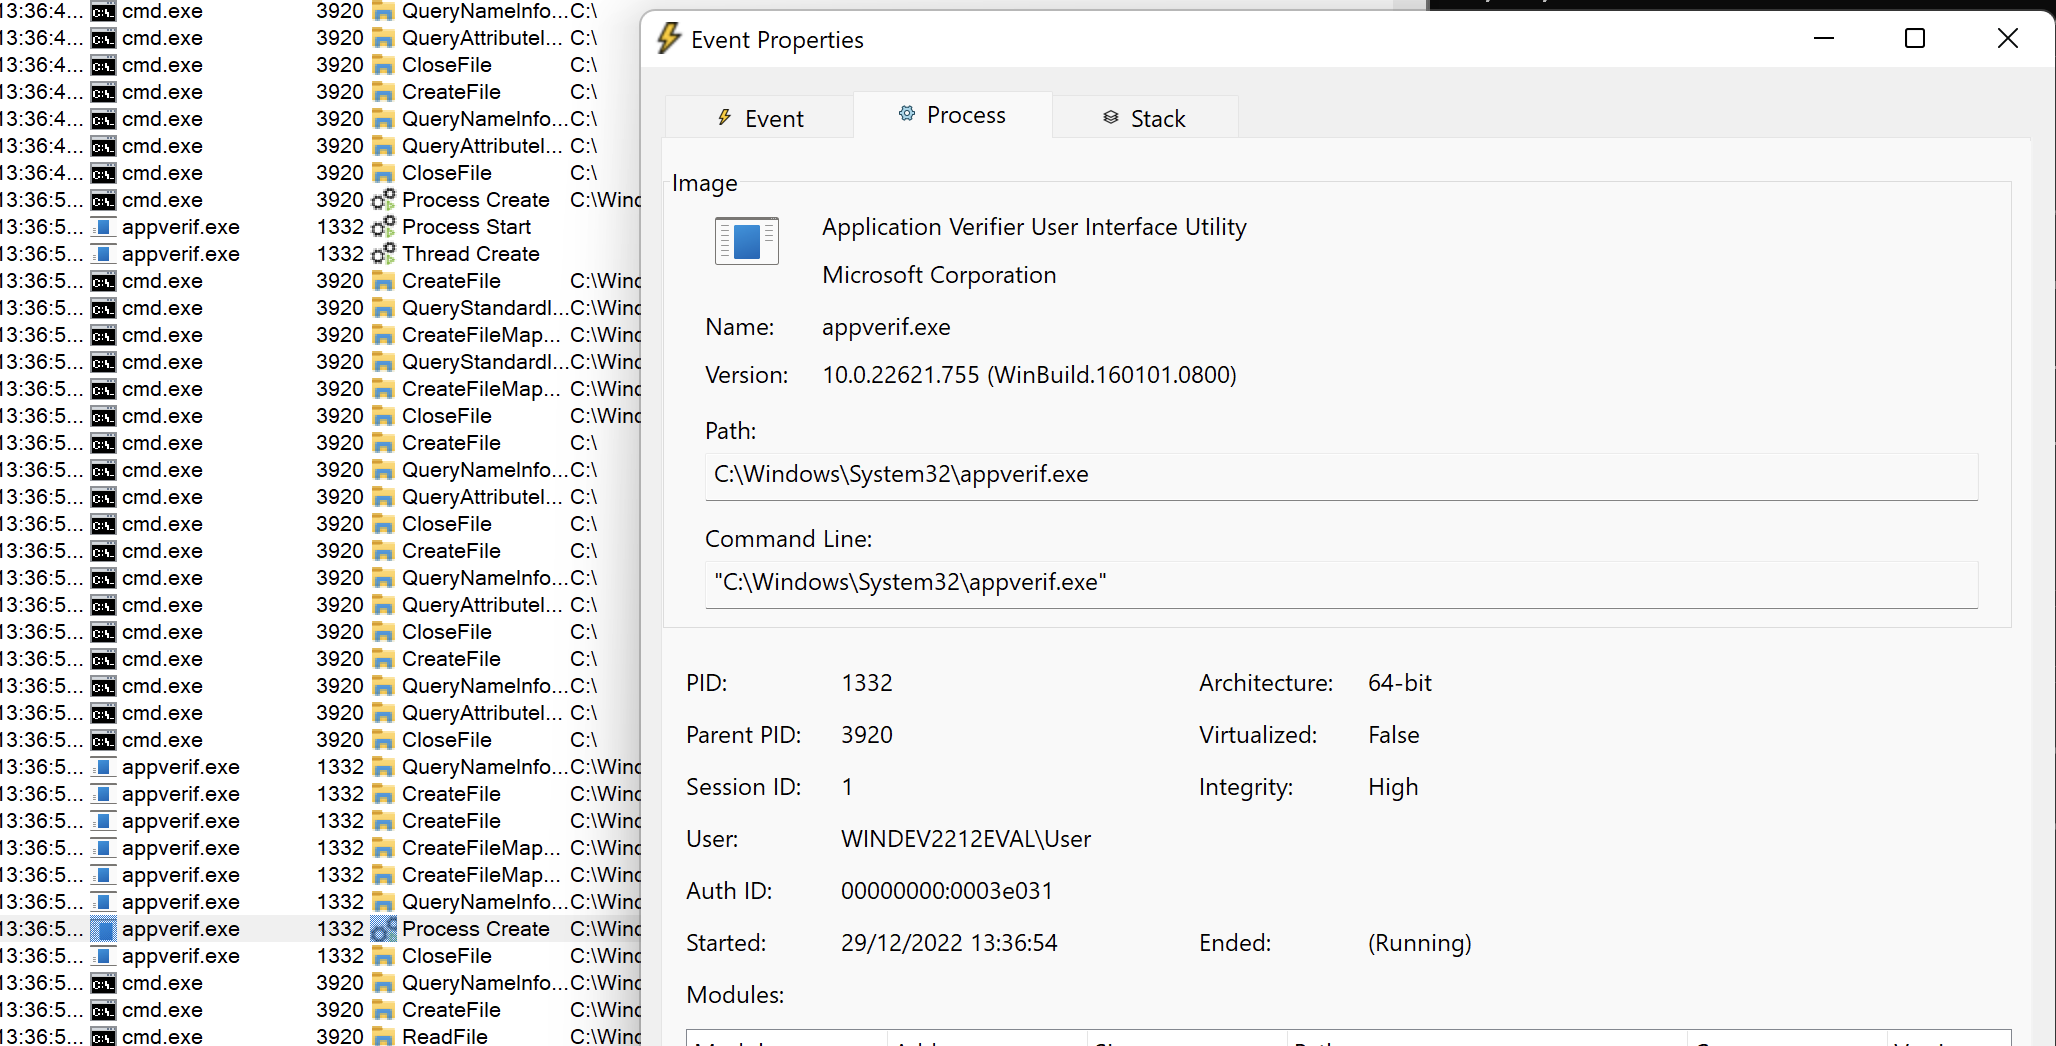 13:36:4... cmd.exe 3920 QueryNameInfo... C:\
13:36:4... cmd.exe 3920 QueryAttributeI... C:\
13:36:4... cmd.exe 3920 CloseFile C:\
13:36:4... cmd.exe 3920 CreateFile C:\
13:36:4... cmd.exe 3920 QueryNameInfo... C:\
13:36:4... cmd.exe 3920 QueryAttributeI... C:\
13:36:4... cmd.exe 3920 CloseFile C:\
13:36:5... cmd.exe 3920 Process Create C:\Wind
13:36:5... appverif.exe 1332 Process Start
13:36:5... appverif.exe 1332 Thread Create
13:36:5... cmd.exe 3920 CreateFile C:\Wind
13:36:5... cmd.exe 3920 QueryStandardI... C:\Wind
13:36:5... cmd.exe 3920 CreateFileMap... C:\Wind
13:36:5... cmd.exe 3920 QueryStandardI... C:\Wind
13:36:5... cmd.exe 3920 CreateFileMap... C:\Wind
13:36:5... cmd.exe 3920 CloseFile C:\Wind
13:36:5... cmd.exe 3920 CreateFile C:\
13:36:5... cmd.exe 3920 QueryNameInfo... C:\
13:36:5... cmd.exe 3920 QueryAttributeI... C:\
13:36:5... cmd.exe 3920 CloseFile C:\
13:36:5... cmd.exe 3920 CreateFile C:\
13:36:5... cmd.exe 3920 QueryNameInfo... C:\
13:36:5... cmd.exe 3920 QueryAttributeI... C:\
13:36:5... cmd.exe 3920 CloseFile C:\
13:36:5... cmd.exe 3920 CreateFile C:\
13:36:5... cmd.exe 3920 QueryNameInfo... C:\
13:36:5... cmd.exe 3920 QueryAttributeI... C:\
13:36:5... cmd.exe 3920 CloseFile C:\
13:36:5... appverif.exe 1332 QueryNameInfo... C:\Wind
13:36:5... appverif.exe 1332 CreateFile C:\Wind
13:36:5... appverif.exe 1332 CreateFile C:\Wind
13:36:5... appverif.exe 1332 CreateFileMap... C:\Wind
13:36:5... appverif.exe 1332 CreateFileMap... C:\Wind
13:36:5... appverif.exe 1332 QueryNameInfo... C:\Wind
13:36:5... appverif.exe 1332 Process Create C:\Wind
13:36:5... appverif.exe 1332 CloseFile C:\Wind
13:36:5... cmd.exe 3920 QueryNameInfo... C:\Wind
13:36:5... cmd.exe 3920 CreateFile C:\Wind
13:36:5... cmd.exe 3920 ReadFile C:\Wind
Event Properties
Event Process Stack
Image
Application Verifier User Interface Utility
Microsoft Corporation
Name: appverif.exe
Version: 10.0.22621.755 (WinBuild.160101.0800)
Path:
C:\Windows\System32\appverif.exe
Command Line:
"C:\Windows\System32\appverif.exe"
PID: 1332 Architecture: 64-bit
Parent PID: 3920 Virtualized: False
Session ID: 1 Integrity: High
User: WINDEV2212EVAL\User
Auth ID: 00000000:0003e031
Started: 29/12/2022 13:36:54 Ended: (Running)
Modules: